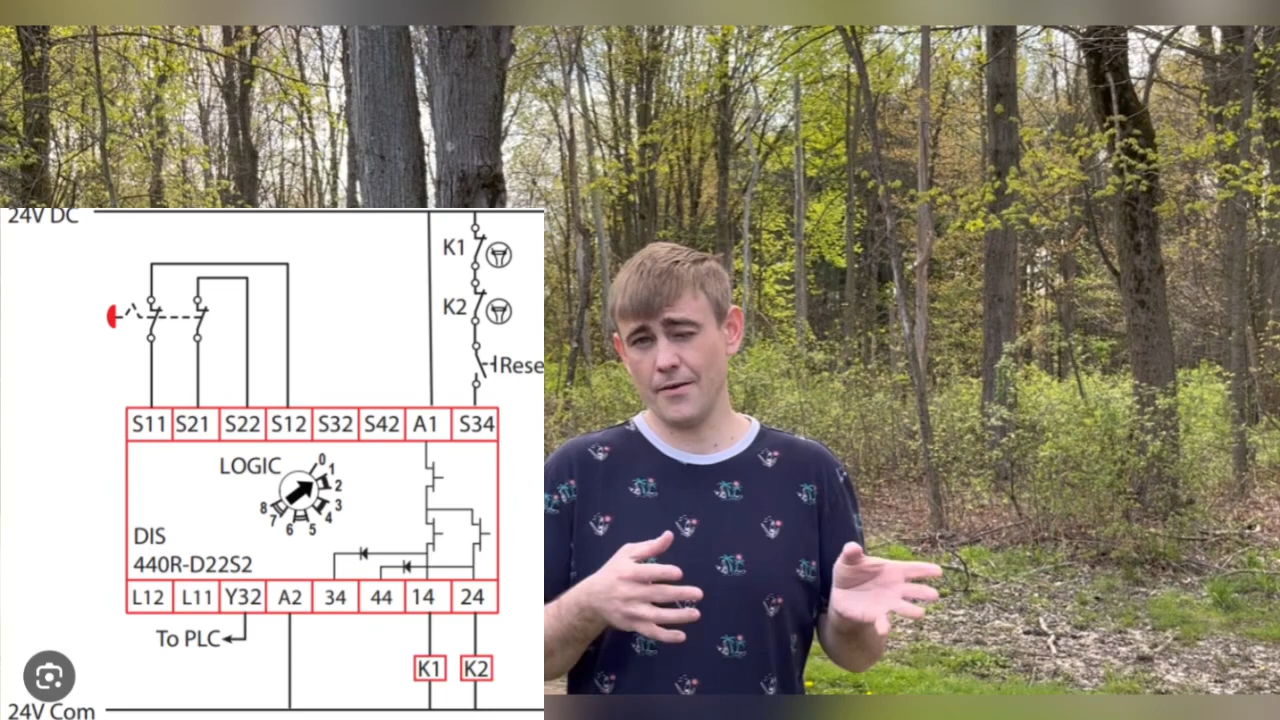 24V DC
K1
K2
Rese
S11 S21 S22 S12 S32 S42 A1 S34
LOGIC
0
1
2
3
4
5
6
7
8
DIS
440R-D22S2
L12 L11 Y32 A2 34 44 14 24
To PLC
K1 K2
24V Com